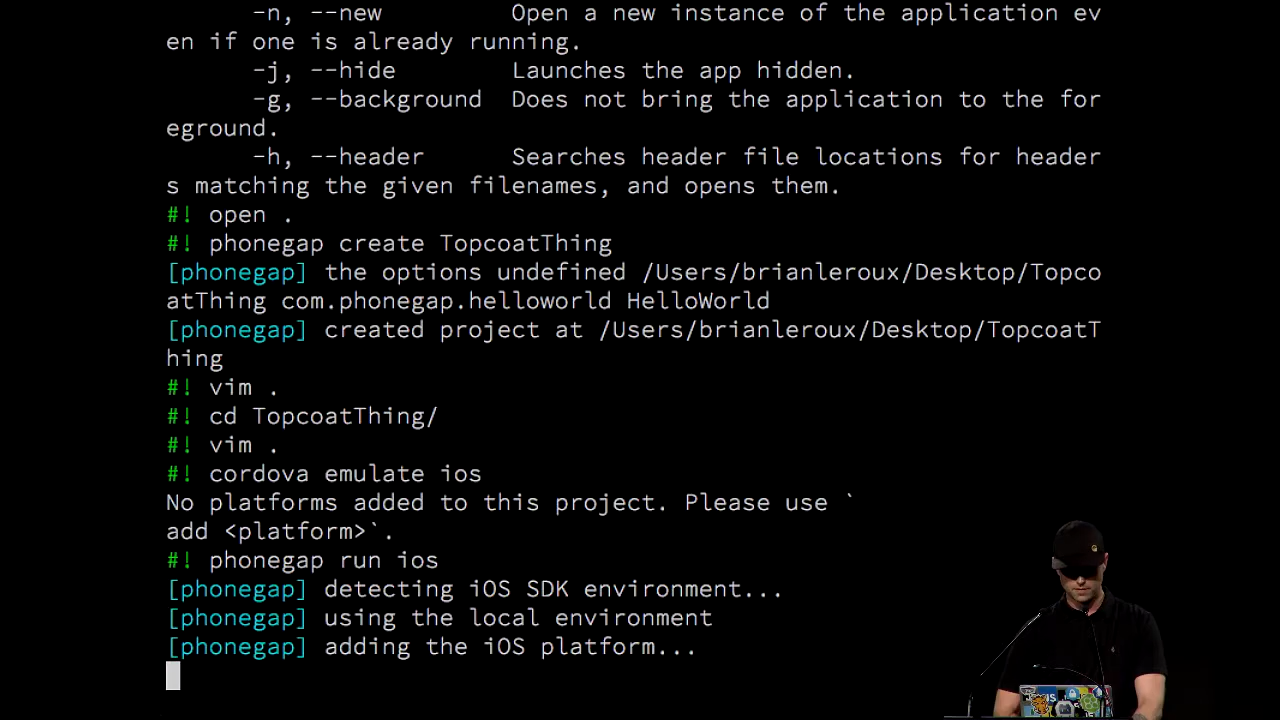 -n, --new         Open a new instance of the application ev
en if one is already running.
-j, --hide        Launches the app hidden.
-g, --background  Does not bring the application to the for
eground.
-h, --header      Searches header file locations for header
s matching the given filenames, and opens them.
#! open .
#! phonegap create TopcoatThing
[phonegap] the options undefined /Users/brianleroux/Desktop/Topco
atThing com.phonegap.helloworld HelloWorld
[phonegap] created project at /Users/brianleroux/Desktop/TopcoatT
hing
#! vim .
#! cd TopcoatThing/
#! vim .
#! cordova emulate ios
No platforms added to this project. Please use `
add <platform>`.
#! phonegap run ios
[phonegap] detecting iOS SDK environment...
[phonegap] using the local environment
[phonegap] adding the iOS platform...